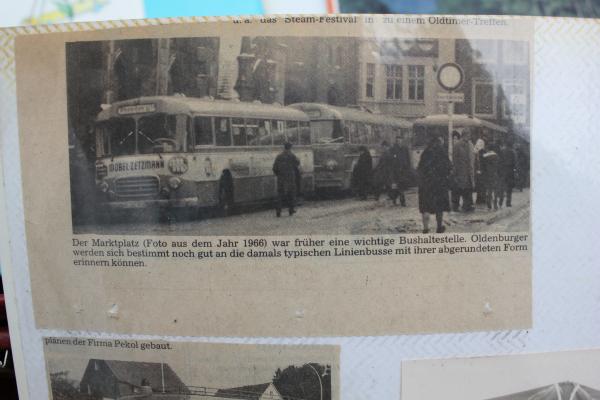 u. a. das Steam-Festival in zu einem Oldtimer-Treffen.
MÖBEL-ZETZMANN
Der Marktplatz (Foto aus dem Jahr 1966) war früher eine wichtige Bushaltestelle. Oldenburger
werden sich bestimmt noch gut an die damals typischen Linienbusse mit ihrer abgerundeten Form
erinnern können.
planen der Firma Pekol gebaut.